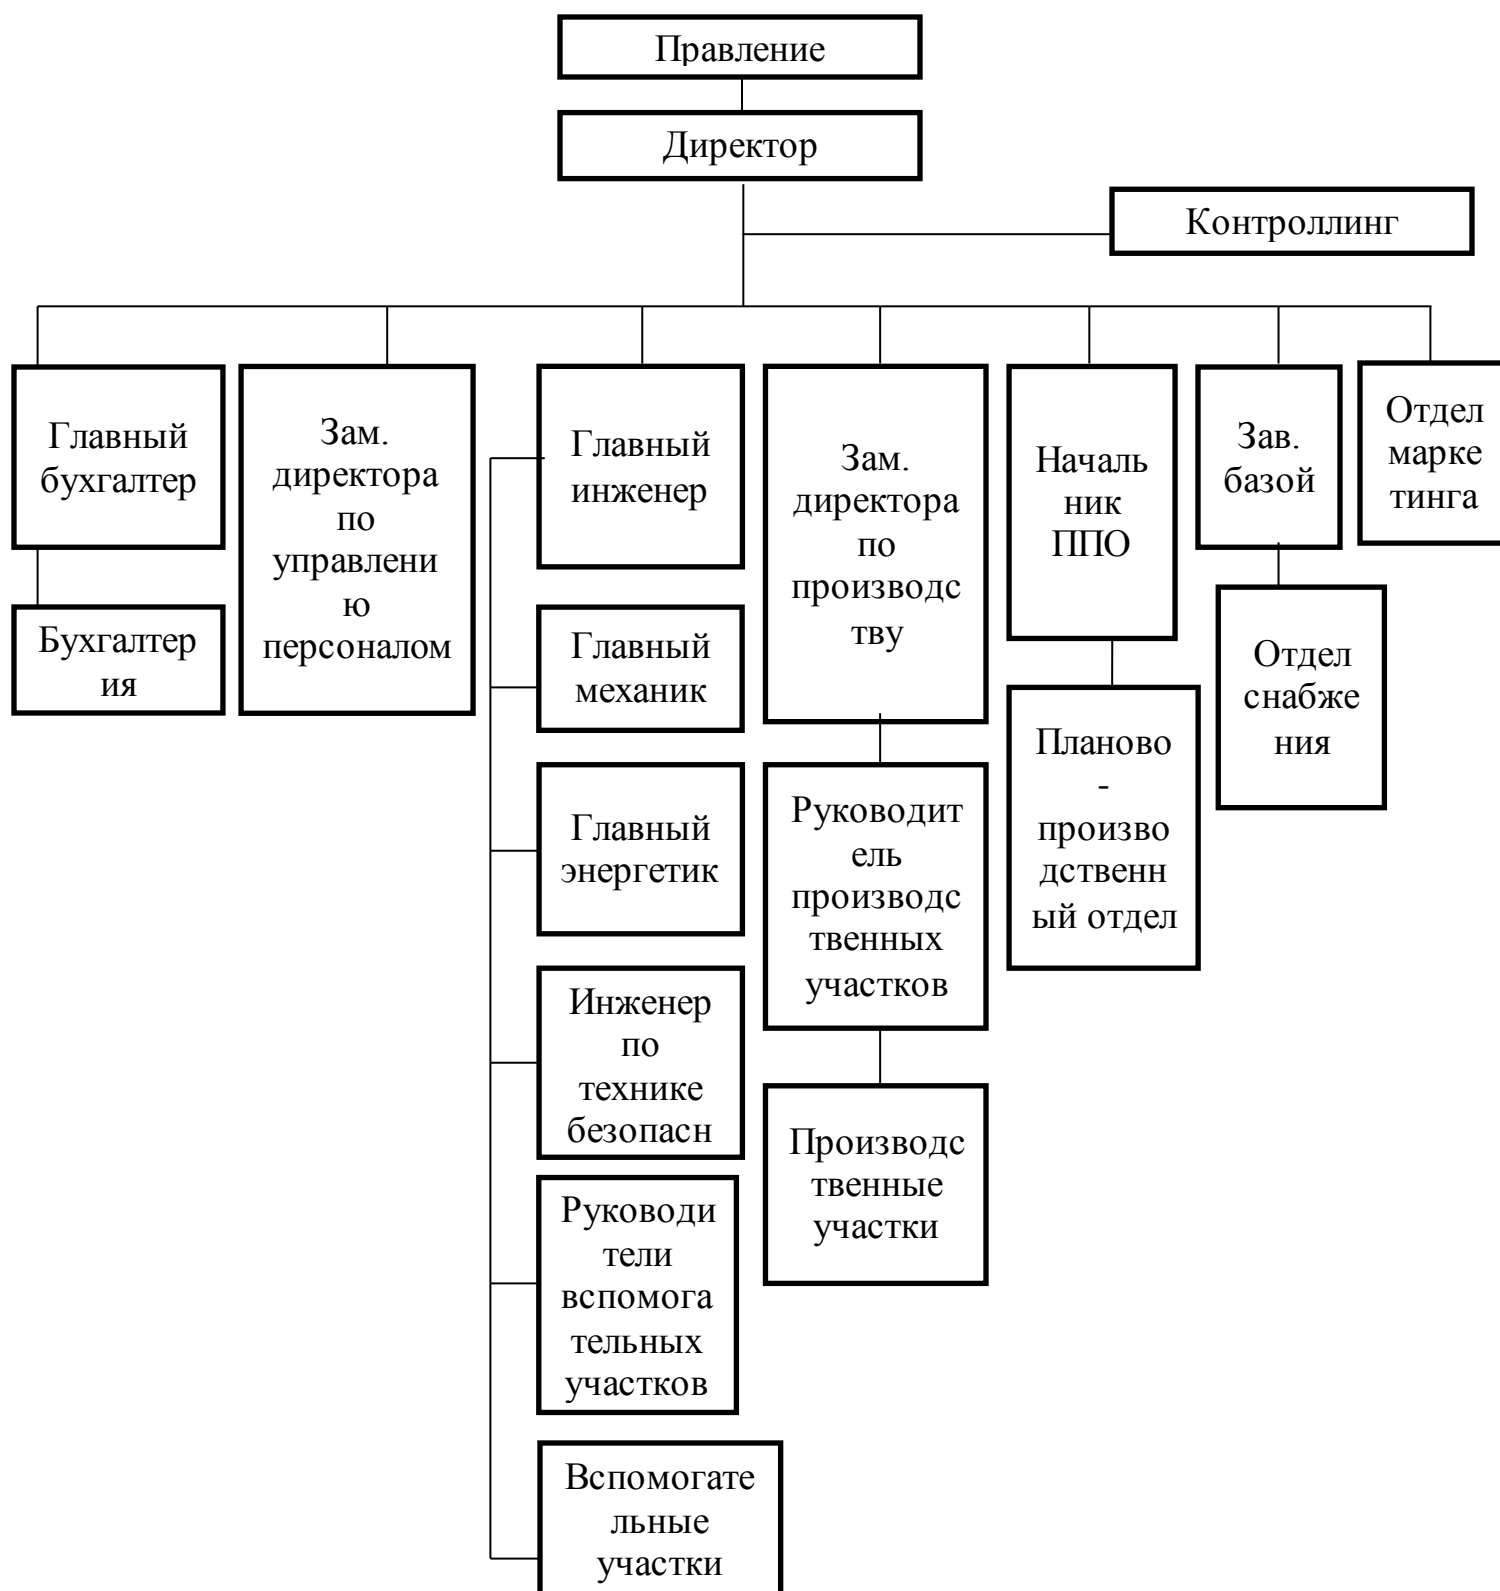 Правление
Директор
Контроллинг
Главный
бухгалтер
Бухгалтер
ия
Зам.
директора
по
управлени
ю
персоналом
Главный
инженер
Главный
механик
Главный
энергетик
Инженер
по
технике
безопасн
Руководи
тели
вспомога
тельных
участков
Вспомогате
льные
участки
Зам.
директора
по
производс
тву
Руководит
ель
производс
твенных
участков
Производс
твенные
участки
Началь
ник
ППО
Планово
-
произво
дственн
ый отдел
Зав.
базой
Отдел
снабже
ния
Отдел
марке
тинга